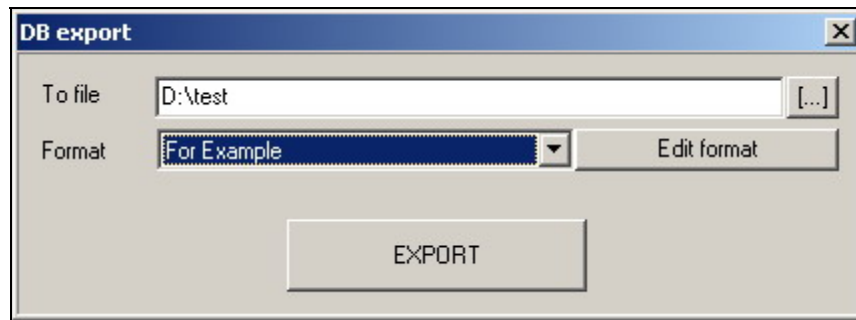 DB export
To file D:\test [...]
Format For Example Edit format
EXPORT